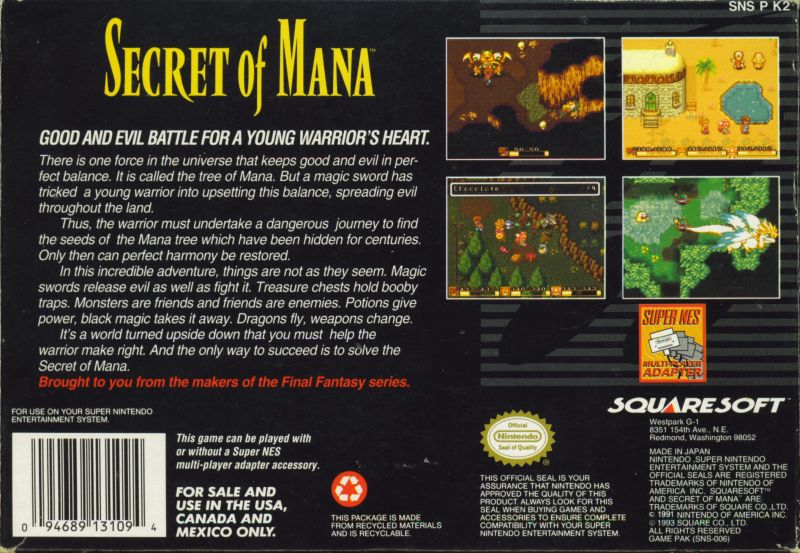 SNS P K2
SECRET of MANA™
GOOD AND EVIL BATTLE FOR A YOUNG WARRIOR'S HEART.
There is one force in the universe that keeps good and evil in per-
fect balance. It is called the tree of Mana. But a magic sword has
tricked a young warrior into upsetting this balance, spreading evil
throughout the land.
Thus, the warrior must undertake a dangerous journey to find
the seeds of the Mana tree which have been hidden for centuries.
Only then can perfect harmony be restored.
In this incredible adventure, things are not as they seem. Magic
swords release evil as well as fight it. Treasure chests hold booby
traps. Monsters are friends and friends are enemies. Potions give
power, black magic takes it away. Dragons fly, weapons change.
It's a world turned upside down that you must help the
warrior make right. And the only way to succeed is to solve the
Secret of Mana.
Brought to you from the makers of the Final Fantasy series.
50/50
Chocolate
SUPER NES
MULTI-PLAYER
ADAPTER
FOR USE ON YOUR SUPER NINTENDO
ENTERTAINMENT SYSTEM.
0 94689 13109 4
This game can be played with
or without a Super NES
multi-player adapter accessory.
FOR SALE AND
USE IN THE USA,
CANADA AND
MEXICO ONLY.
THIS PACKAGE IS MADE
FROM RECYCLED MATERIALS
AND IS RECYCLABLE.
Official
Nintendo
Seal of Quality
THIS OFFICIAL SEAL IS YOUR
ASSURANCE THAT NINTENDO HAS
APPROVED THE QUALITY OF THIS
PRODUCT. ALWAYS LOOK FOR THIS
SEAL WHEN BUYING GAMES AND
ACCESSORIES TO ENSURE COMPLETE
COMPATIBILITY WITH YOUR SUPER
NINTENDO ENTERTAINMENT SYSTEM.
SQUARESOFT™
Westpark G-1
8351 154th Ave., N.E.
Redmond, Washington 98052
MADE IN JAPAN
NINTENDO ,SUPER NINTENDO
ENTERTAINMENT SYSTEM AND THE
OFFICIAL SEALS ARE REGISTERED
TRADEMARKS OF NINTENDO OF
AMERICA INC. SQUARESOFT™
AND SECRET OF MANA™ ARE
TRADEMARKS OF SQUARE CO.,LTD.
© 1991 NINTENDO OF AMERICA INC.
© 1993 SQUARE CO., LTD.
ALL RIGHTS RESERVED
GAME PAK (SNS-006)